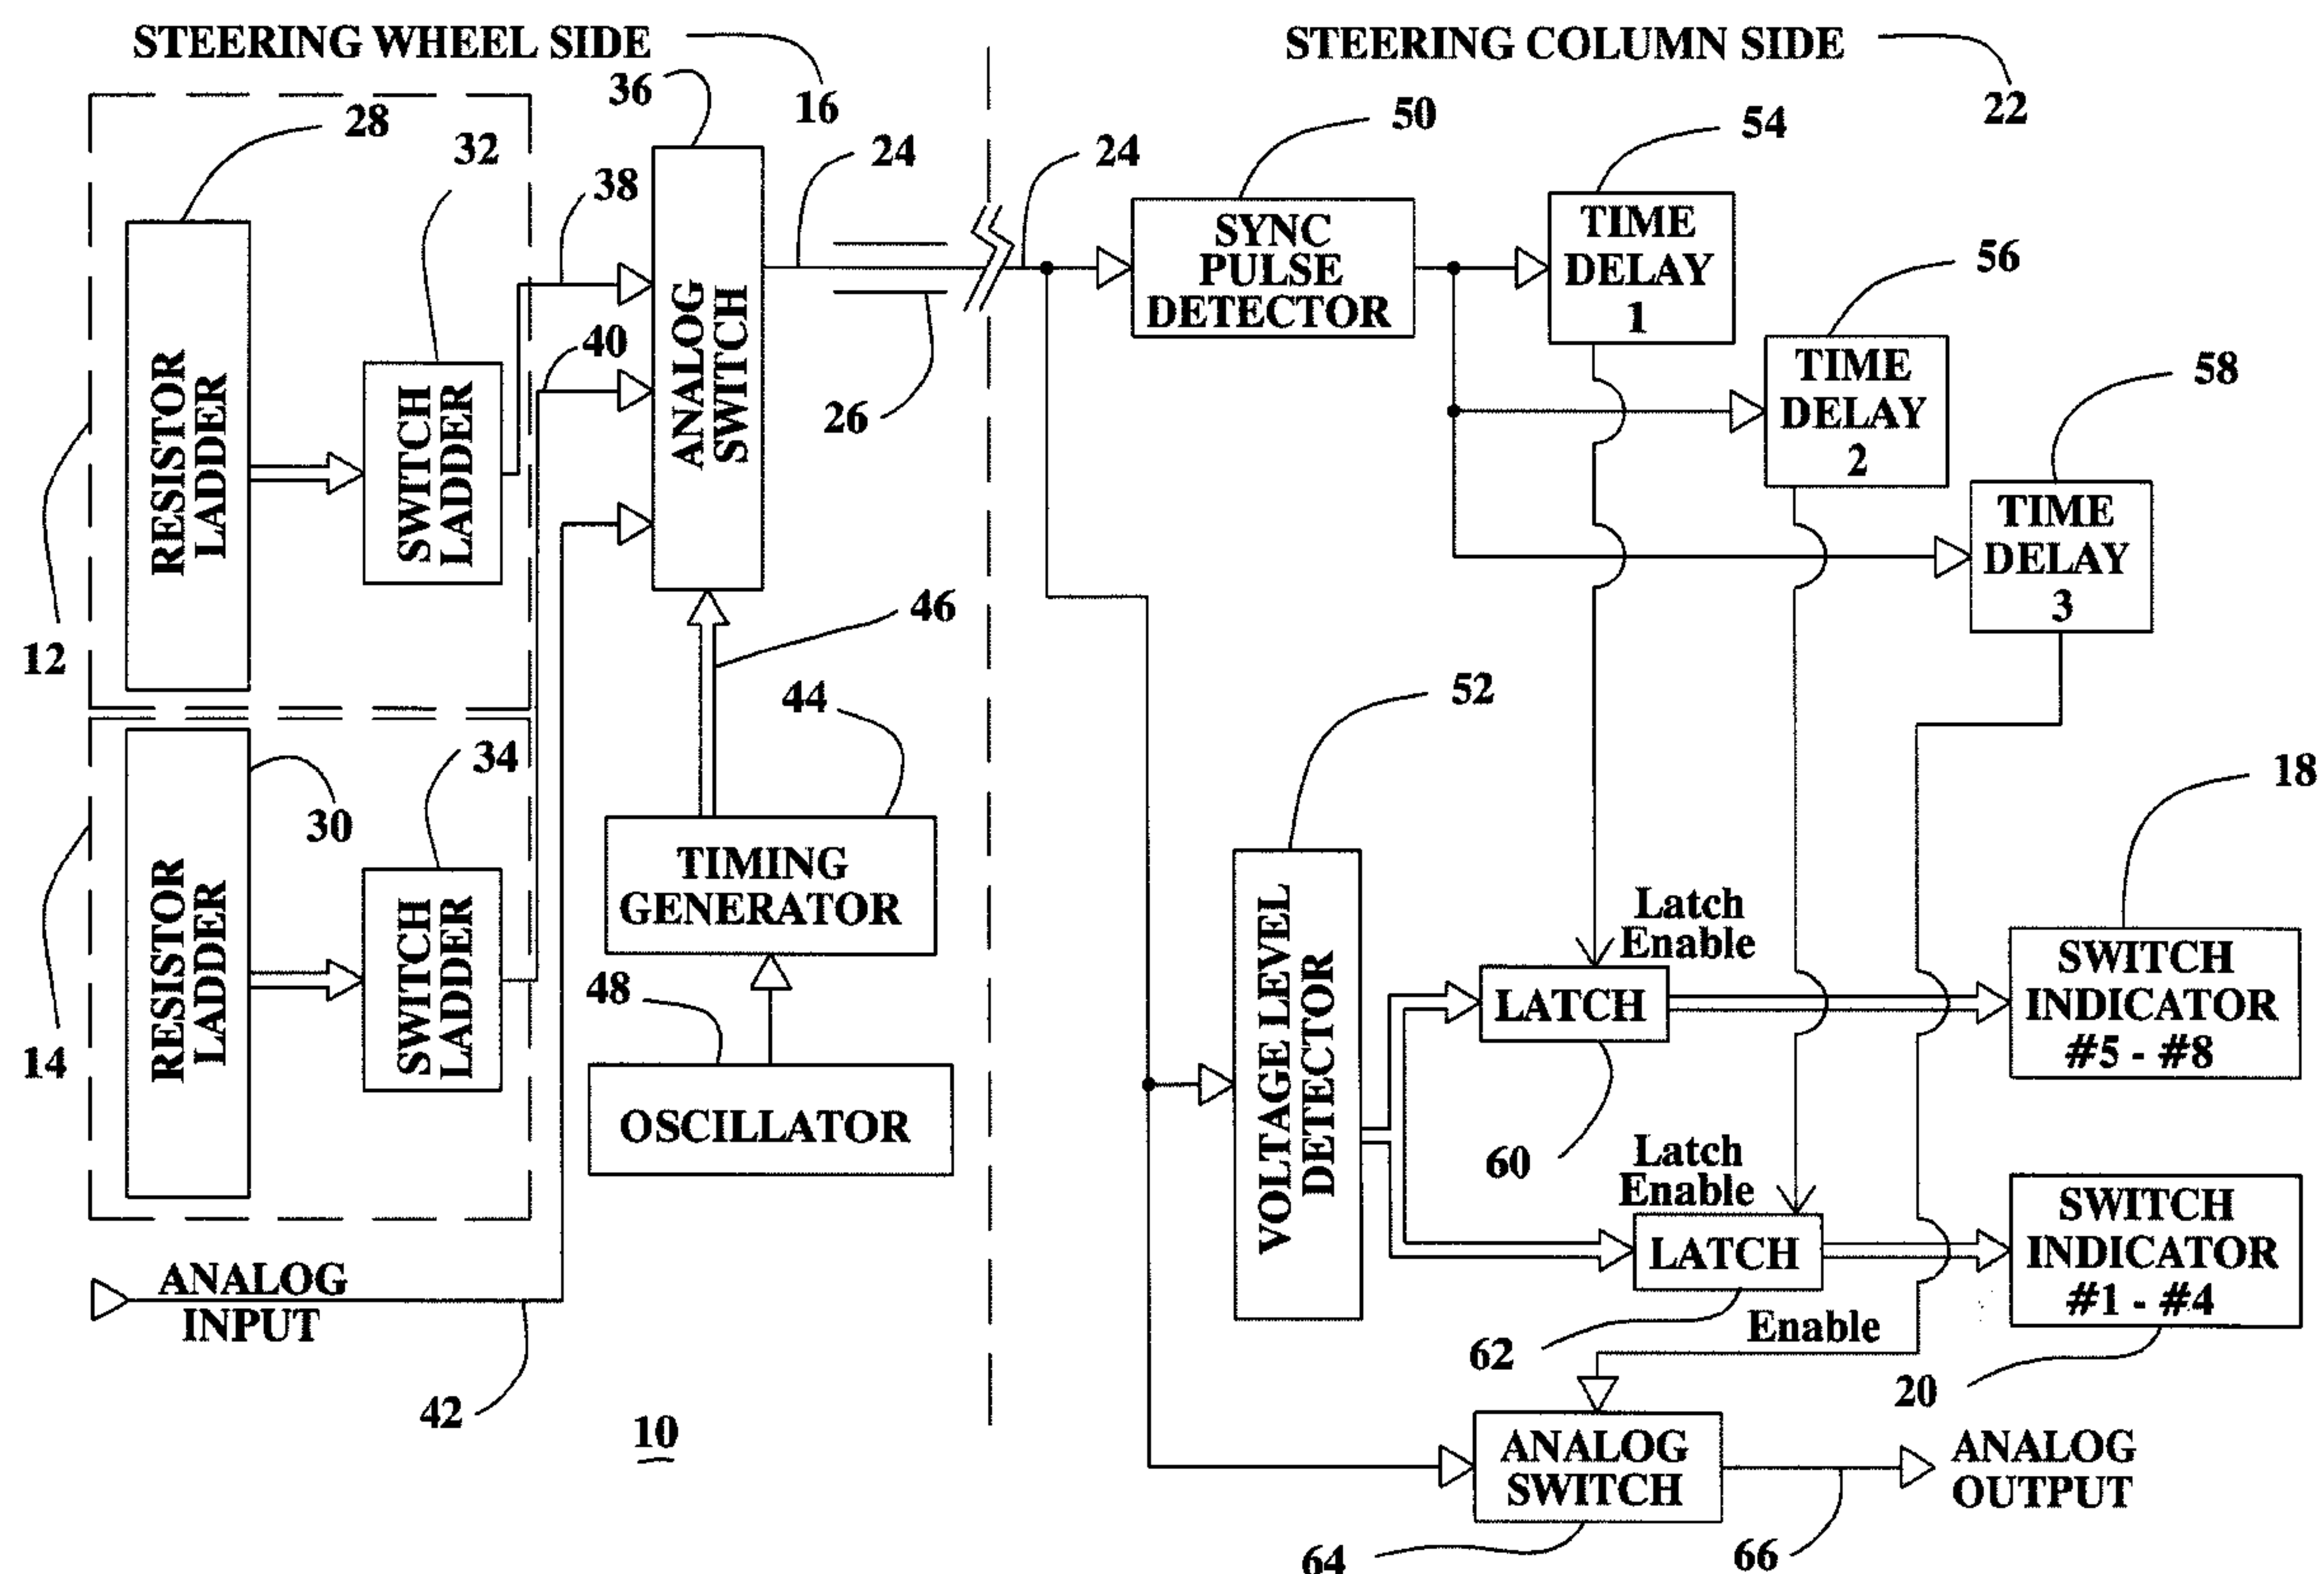 STEERING WHEEL SIDE
16
STEERING COLUMN SIDE
22
28
32
36
38
40
24
26
24
50
54
56
58
RESISTOR
LADDER
SWITCH
LADDER
ANALOG
SWITCH
SYNC
PULSE
DETECTOR
TIME
DELAY
1
TIME
DELAY
2
TIME
DELAY
3
12
46
44
52
18
RESISTOR
LADDER
30
34
SWITCH
LADDER
14
TIMING
GENERATOR
48
OSCILLATOR
VOLTAGE LEVEL
DETECTOR
Latch
Enable
LATCH
60
SWITCH
INDICATOR
#5 - #8
Latch
Enable
LATCH
62
SWITCH
INDICATOR
#1 - #4
20
Enable
ANALOG
INPUT
42
10
ANALOG
SWITCH
64
66
ANALOG
OUTPUT